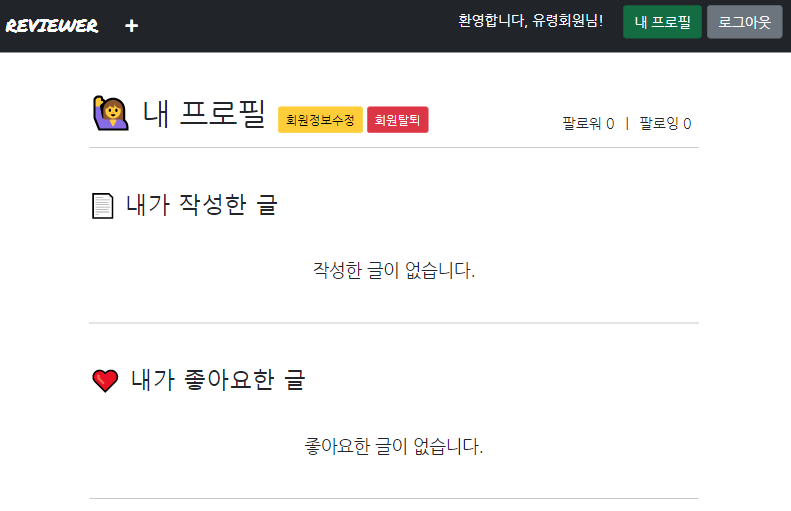 REVIEWER + 환영합니다, 유령회원님! 내 프로필 로그아웃
내 프로필 회원정보수정 회원탈퇴 팔로워 0 | 팔로잉 0
내가 작성한 글
작성한 글이 없습니다.
내가 좋아요한 글
좋아요한 글이 없습니다.